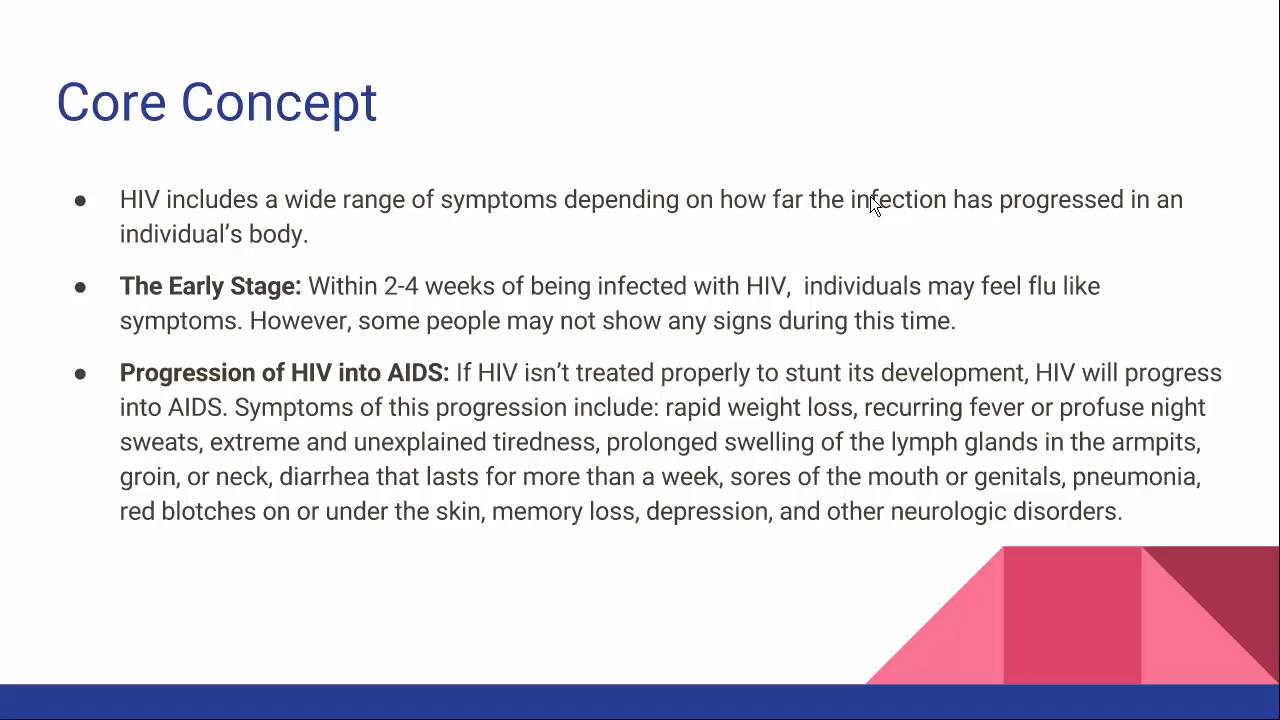 Core Concept
● HIV includes a wide range of symptoms depending on how far the infection has progressed in an
individual’s body.
● The Early Stage: Within 2-4 weeks of being infected with HIV,  individuals may feel flu like
symptoms. However, some people may not show any signs during this time.
● Progression of HIV into AIDS: If HIV isn’t treated properly to stunt its development, HIV will progress
into AIDS. Symptoms of this progression include: rapid weight loss, recurring fever or profuse night
sweats, extreme and unexplained tiredness, prolonged swelling of the lymph glands in the armpits,
groin, or neck, diarrhea that lasts for more than a week, sores of the mouth or genitals, pneumonia,
red blotches on or under the skin, memory loss, depression, and other neurologic disorders.